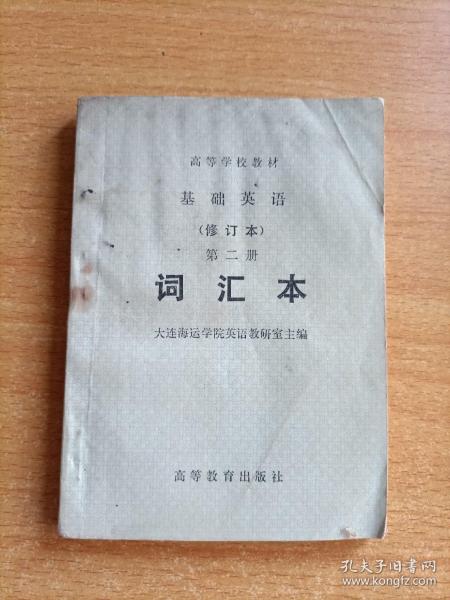 高等学校教材
基础英语
（修订本）
第二册
词汇本
大连海运学院英语教研室主编
高等教育出版社
孔夫子旧书网
www.kongfz.com